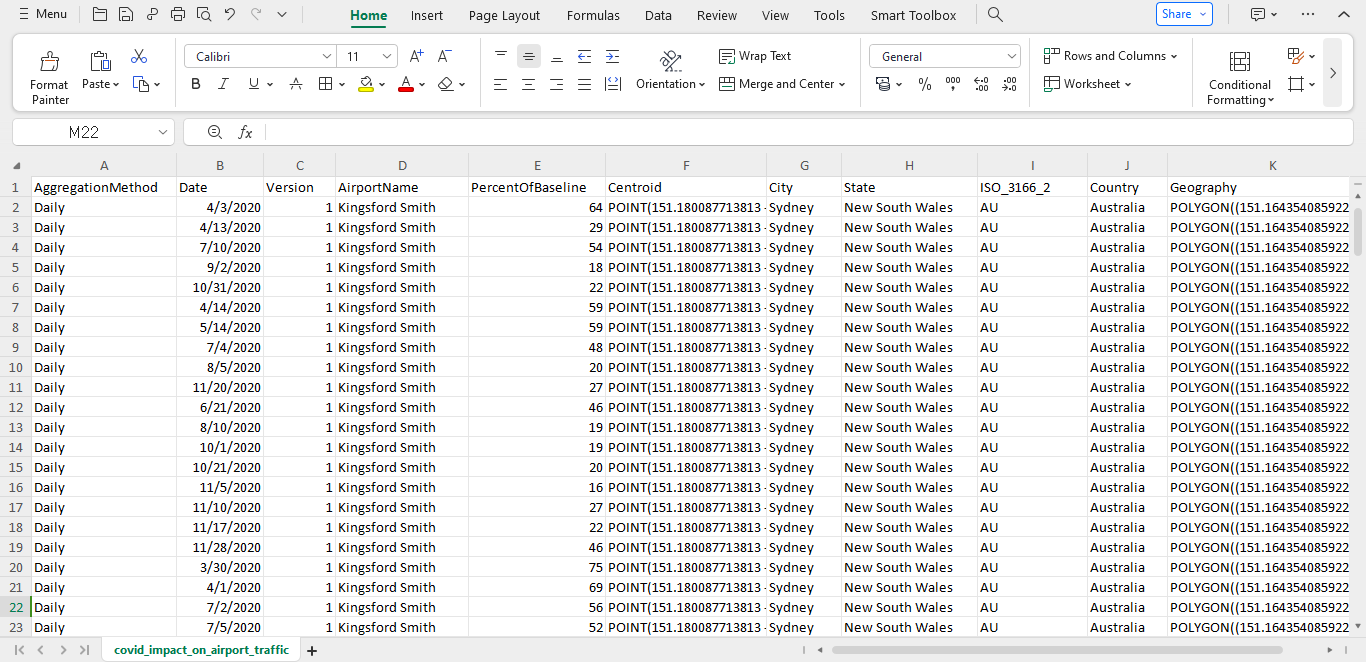 Menu Home Insert Page Layout Formulas Data Review View Tools Smart Toolbox Share
Calibri 11 Wrap Text General Rows and Columns
Format Painter Paste B I U A A Orientation Merge and Center % Worksheet Conditional Formatting
M22 fx
A B C D E F G H I J K
1 AggregationMethod Date Version AirportName PercentOfBaseline Centroid City State ISO_3166_2 Country Geography
2 Daily 4/3/2020 1 Kingsford Smith 64 POINT(151.180087713813 - Sydney New South Wales AU Australia POLYGON((151.164354085922
3 Daily 4/13/2020 1 Kingsford Smith 29 POINT(151.180087713813 - Sydney New South Wales AU Australia POLYGON((151.164354085922
4 Daily 7/10/2020 1 Kingsford Smith 54 POINT(151.180087713813 - Sydney New South Wales AU Australia POLYGON((151.164354085922
5 Daily 9/2/2020 1 Kingsford Smith 18 POINT(151.180087713813 - Sydney New South Wales AU Australia POLYGON((151.164354085922
6 Daily 10/31/2020 1 Kingsford Smith 22 POINT(151.180087713813 - Sydney New South Wales AU Australia POLYGON((151.164354085922
7 Daily 4/14/2020 1 Kingsford Smith 59 POINT(151.180087713813 - Sydney New South Wales AU Australia POLYGON((151.164354085922
8 Daily 5/14/2020 1 Kingsford Smith 59 POINT(151.180087713813 - Sydney New South Wales AU Australia POLYGON((151.164354085922
9 Daily 7/4/2020 1 Kingsford Smith 48 POINT(151.180087713813 - Sydney New South Wales AU Australia POLYGON((151.164354085922
10 Daily 8/5/2020 1 Kingsford Smith 20 POINT(151.180087713813 - Sydney New South Wales AU Australia POLYGON((151.164354085922
11 Daily 11/20/2020 1 Kingsford Smith 27 POINT(151.180087713813 - Sydney New South Wales AU Australia POLYGON((151.164354085922
12 Daily 6/21/2020 1 Kingsford Smith 46 POINT(151.180087713813 - Sydney New South Wales AU Australia POLYGON((151.164354085922
13 Daily 8/10/2020 1 Kingsford Smith 19 POINT(151.180087713813 - Sydney New South Wales AU Australia POLYGON((151.164354085922
14 Daily 10/1/2020 1 Kingsford Smith 19 POINT(151.180087713813 - Sydney New South Wales AU Australia POLYGON((151.164354085922
15 Daily 10/21/2020 1 Kingsford Smith 20 POINT(151.180087713813 - Sydney New South Wales AU Australia POLYGON((151.164354085922
16 Daily 11/5/2020 1 Kingsford Smith 16 POINT(151.180087713813 - Sydney New South Wales AU Australia POLYGON((151.164354085922
17 Daily 11/10/2020 1 Kingsford Smith 27 POINT(151.180087713813 - Sydney New South Wales AU Australia POLYGON((151.164354085922
18 Daily 11/17/2020 1 Kingsford Smith 22 POINT(151.180087713813 - Sydney New South Wales AU Australia POLYGON((151.164354085922
19 Daily 11/28/2020 1 Kingsford Smith 46 POINT(151.180087713813 - Sydney New South Wales AU Australia POLYGON((151.164354085922
20 Daily 3/30/2020 1 Kingsford Smith 75 POINT(151.180087713813 - Sydney New South Wales AU Australia POLYGON((151.164354085922
21 Daily 4/1/2020 1 Kingsford Smith 69 POINT(151.180087713813 - Sydney New South Wales AU Australia POLYGON((151.164354085922
22 Daily 7/2/2020 1 Kingsford Smith 56 POINT(151.180087713813 - Sydney New South Wales AU Australia POLYGON((151.164354085922
23 Daily 7/5/2020 1 Kingsford Smith 52 POINT(151.180087713813 - Sydney New South Wales AU Australia POLYGON((151.164354085922
covid_impact_on_airport_traffic +